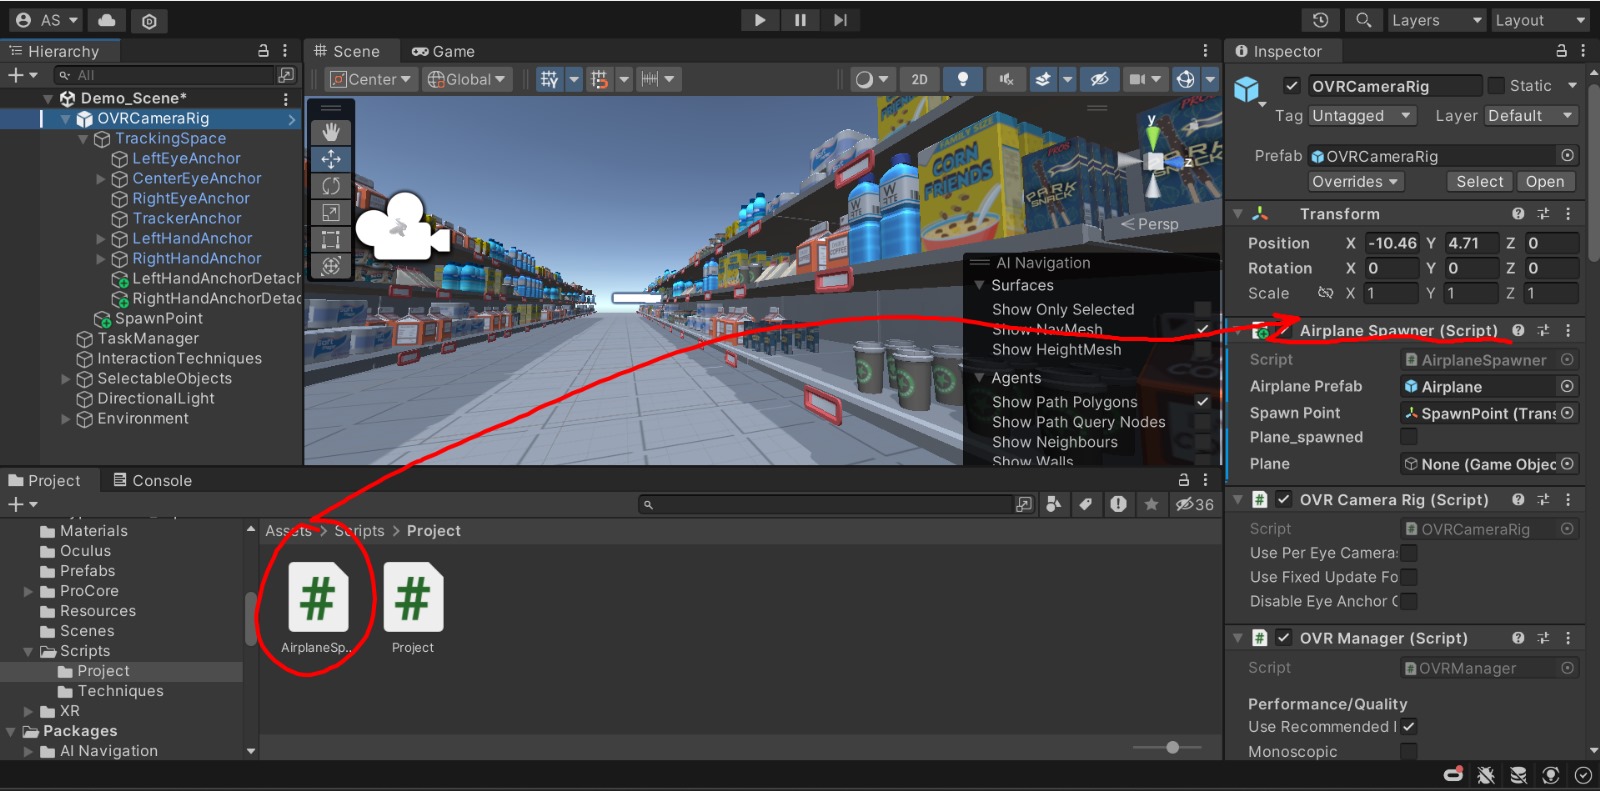 AS
Layers
Layout
Hierarchy
Scene
Game
Inspector
All
Center
Global
2D
Demo_Scene*
OVRCameraRig
TrackingSpace
LeftEyeAnchor
CenterEyeAnchor
RightEyeAnchor
TrackerAnchor
LeftHandAnchor
RightHandAnchor
LeftHandAnchorDetach
RightHandAnchorDetac
SpawnPoint
TaskManager
InteractionTechniques
SelectableObjects
DirectionalLight
Environment
FAMILY SIZE
CORN
FRIENDS
PROS
PARK
SNACK
y
z
Persp
AI Navigation
Surfaces
Show Only Selected
Show NavMesh
Show HeightMesh
Agents
Show Path Polygons
Show Path Query Nodes
Show Neighbours
Show Walls
OVRCameraRig
Static
Tag Untagged Layer Default
Prefab OVRCameraRig
Overrides Select Open
Transform
Position X -10.46 Y 4.71 Z 0
Rotation X 0 Y 0 Z 0
Scale X 1 Y 1 Z 1
Airplane Spawner (Script)
Script AirplaneSpawner
Airplane Prefab Airplane
Spawn Point SpawnPoint (Trans
Plane_spawned
Plane None (Game Objec
OVR Camera Rig (Script)
Script OVRCameraRig
Use Per Eye Cameras
Use Fixed Update Fo
Disable Eye Anchor C
OVR Manager (Script)
Script OVRManager
Performance/Quality
Use Recommended
Monoscopic
Project
Console
36
Materials
Oculus
Prefabs
ProCore
Resources
Scenes
Scripts
Project
Techniques
XR
Packages
AI Navigation
Assets > Scripts > Project
AirplaneSp...
Project